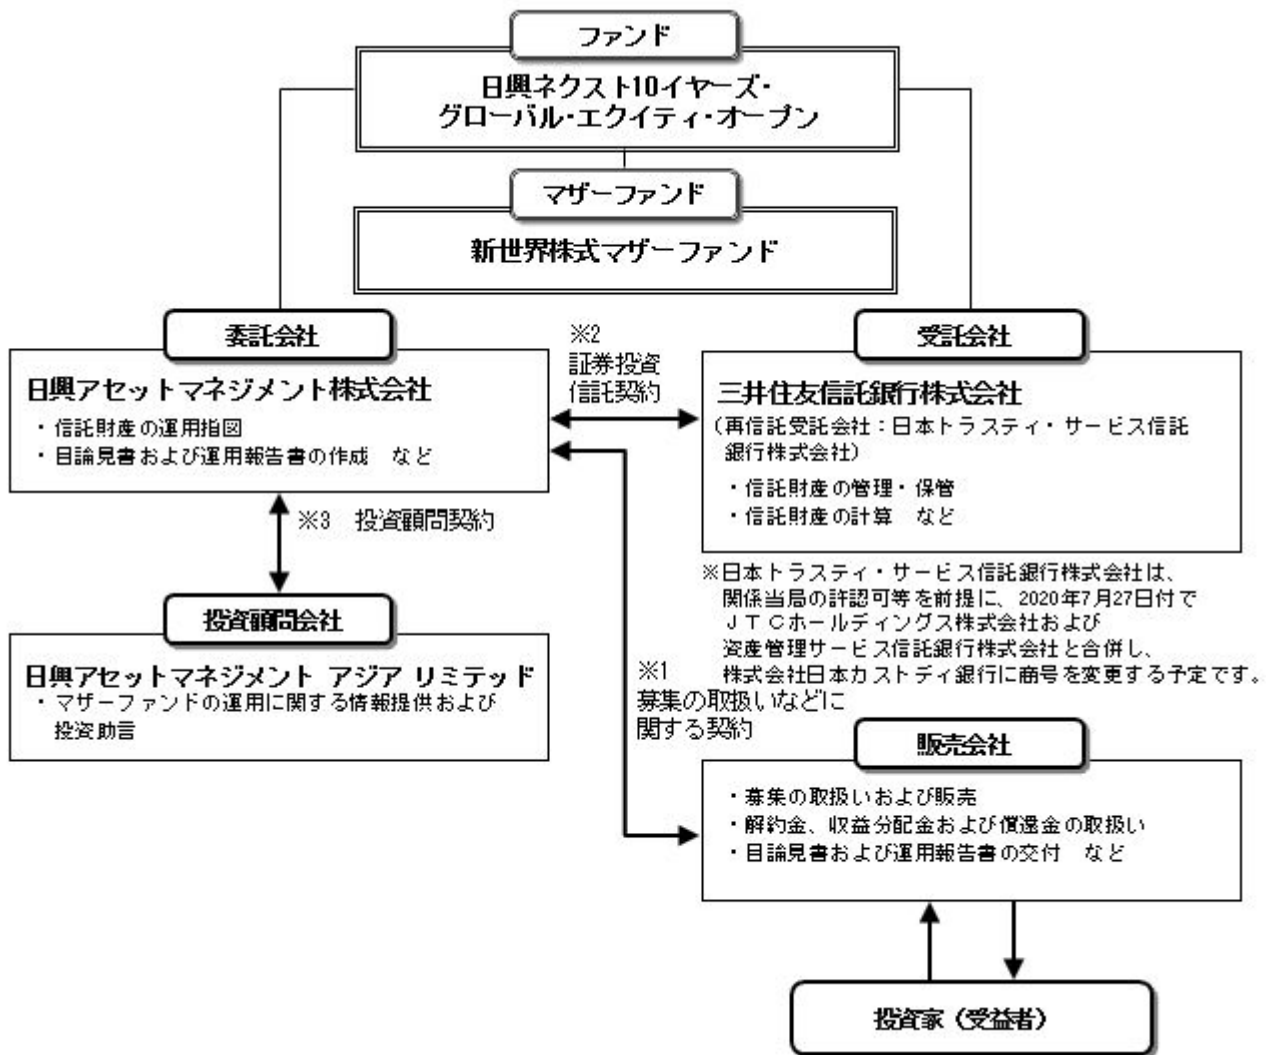 ファンド
日興ネクスト10イヤーズ・
グローバル・エクイティ・オープン
マザーファンド
新世界株式マザーファンド
委託会社
日興アセットマネジメント株式会社
・信託財産の運用指図
・目論見書および運用報告書の作成　など
※2
証券投資
信託契約
受託会社
三井住友信託銀行株式会社
（再信託受託会社：日本トラスティ・サービス信託
銀行株式会社）
・信託財産の管理・保管
・信託財産の計算　など
※日本トラスティ・サービス信託銀行株式会社は、
関係当局の許認可等を前提に、2020年7月27日付で
ＪＴＣホールディングス株式会社および
資産管理サービス信託銀行株式会社と合併し、
株式会社日本カストディ銀行に商号を変更する予定です。
※3　投資顧問契約
投資顧問会社
日興アセットマネジメント アジア リミテッド
・マザーファンドの運用に関する情報提供および
投資助言
※1
募集の取扱いなどに
関する契約
販売会社
・募集の取扱いおよび販売
・解約金、収益分配金および償還金の取扱い
・目論見書および運用報告書の交付　など
投資家（受益者）